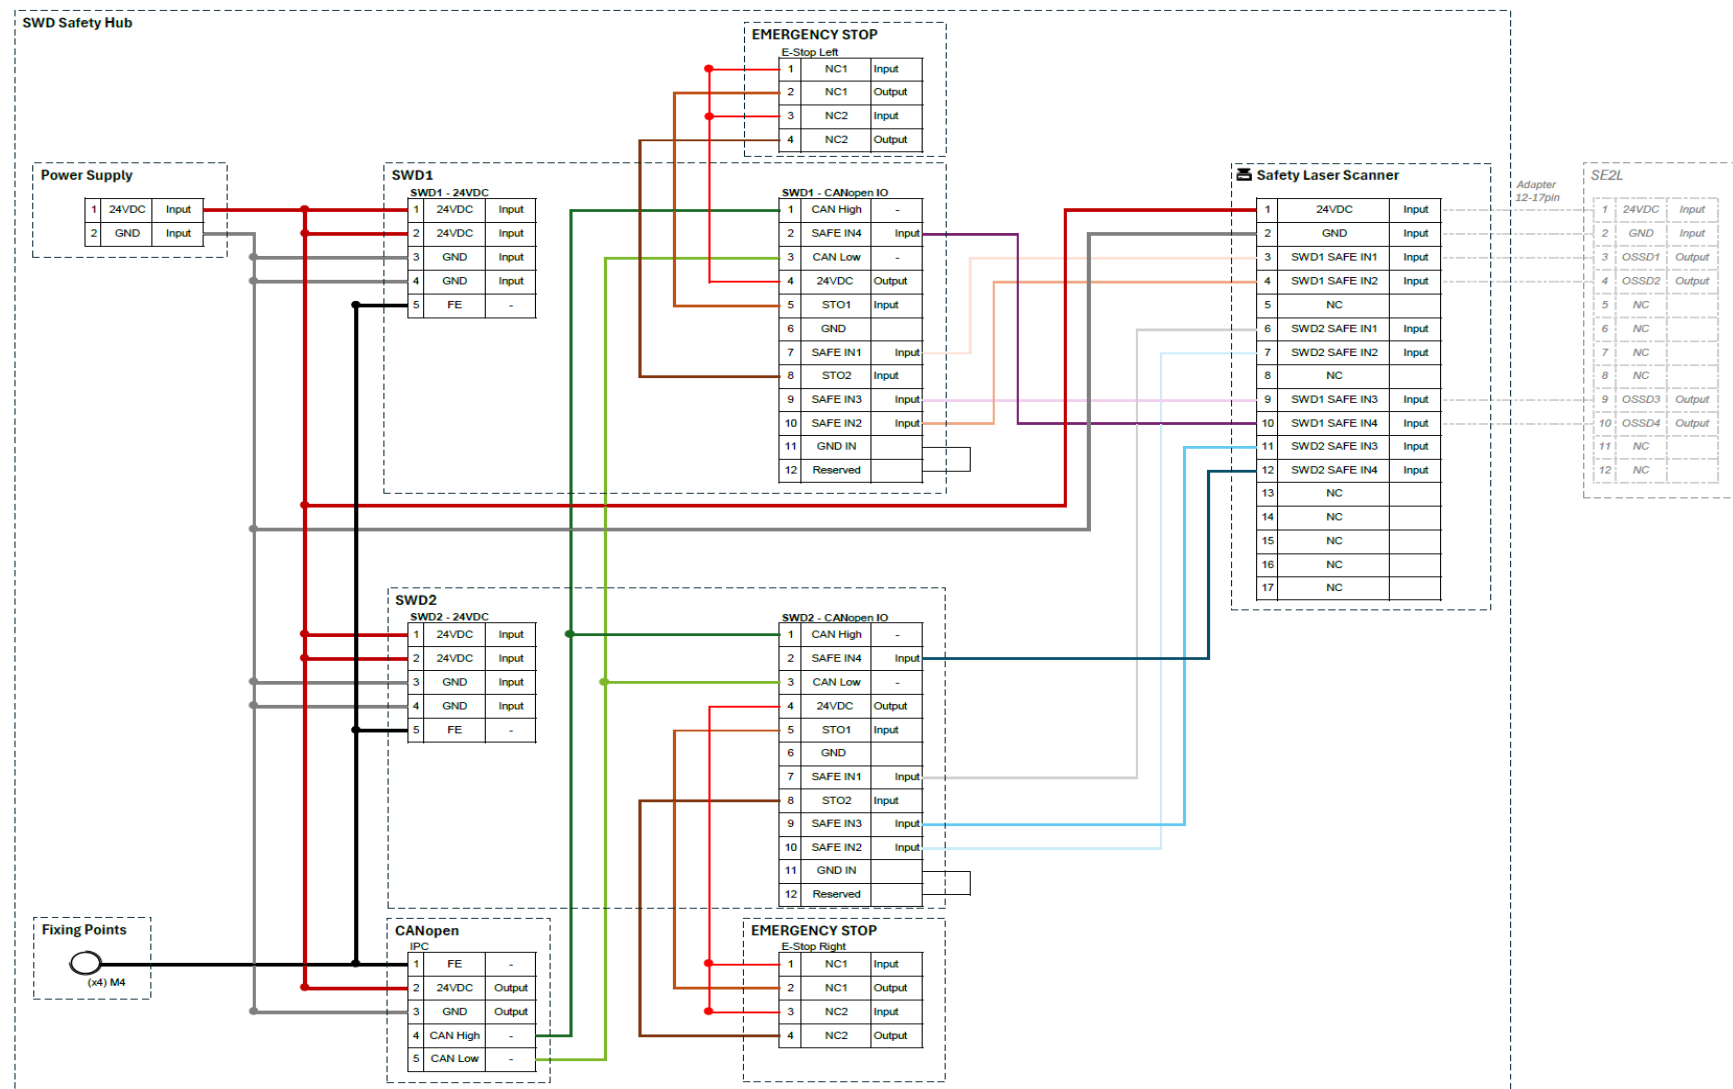 SWD Safety Hub
EMERGENCY STOP
E-Stop Left
1 NC1 Input
2 NC1 Output
3 NC2 Input
4 NC2 Output
Power Supply
1 24VDC Input
2 GND Input
SWD1
SWD1 - 24VDC
1 24VDC Input
2 24VDC Input
3 GND Input
4 GND Input
5 FE -
SWD1 - CANopen IO
1 CAN High -
2 SAFE IN4 Input
3 CAN Low -
4 24VDC Output
5 STO1 Input
6 GND
7 SAFE IN1 Input
8 STO2 Input
9 SAFE IN3 Input
10 SAFE IN2 Input
11 GND IN
12 Reserved
Safety Laser Scanner
1 24VDC Input
2 GND Input
3 SWD1 SAFE IN1 Input
4 SWD1 SAFE IN2 Input
5 NC
6 SWD2 SAFE IN1 Input
7 SWD2 SAFE IN2 Input
8 NC
9 SWD1 SAFE IN3 Input
10 SWD1 SAFE IN4 Input
11 SWD2 SAFE IN3 Input
12 SWD2 SAFE IN4 Input
13 NC
14 NC
15 NC
16 NC
17 NC
Adapter
12-17pin
SE2L
1 24VDC Input
2 GND Input
3 OSSD1 Output
4 OSSD2 Output
5 NC
6 NC
7 NC
8 NC
9 OSSD3 Output
10 OSSD4 Output
11 NC
12 NC
SWD2
SWD2 - 24VDC
1 24VDC Input
2 24VDC Input
3 GND Input
4 GND Input
5 FE -
SWD2 - CANopen IO
1 CAN High -
2 SAFE IN4 Input
3 CAN Low -
4 24VDC Output
5 STO1 Input
6 GND
7 SAFE IN1 Input
8 STO2 Input
9 SAFE IN3 Input
10 SAFE IN2 Input
11 GND IN
12 Reserved
Fixing Points
(x4) M4
CANopen
IPC
1 FE -
2 24VDC Output
3 GND Output
4 CAN High -
5 CAN Low -
EMERGENCY STOP
E-Stop Right
1 NC1 Input
2 NC1 Output
3 NC2 Input
4 NC2 Output